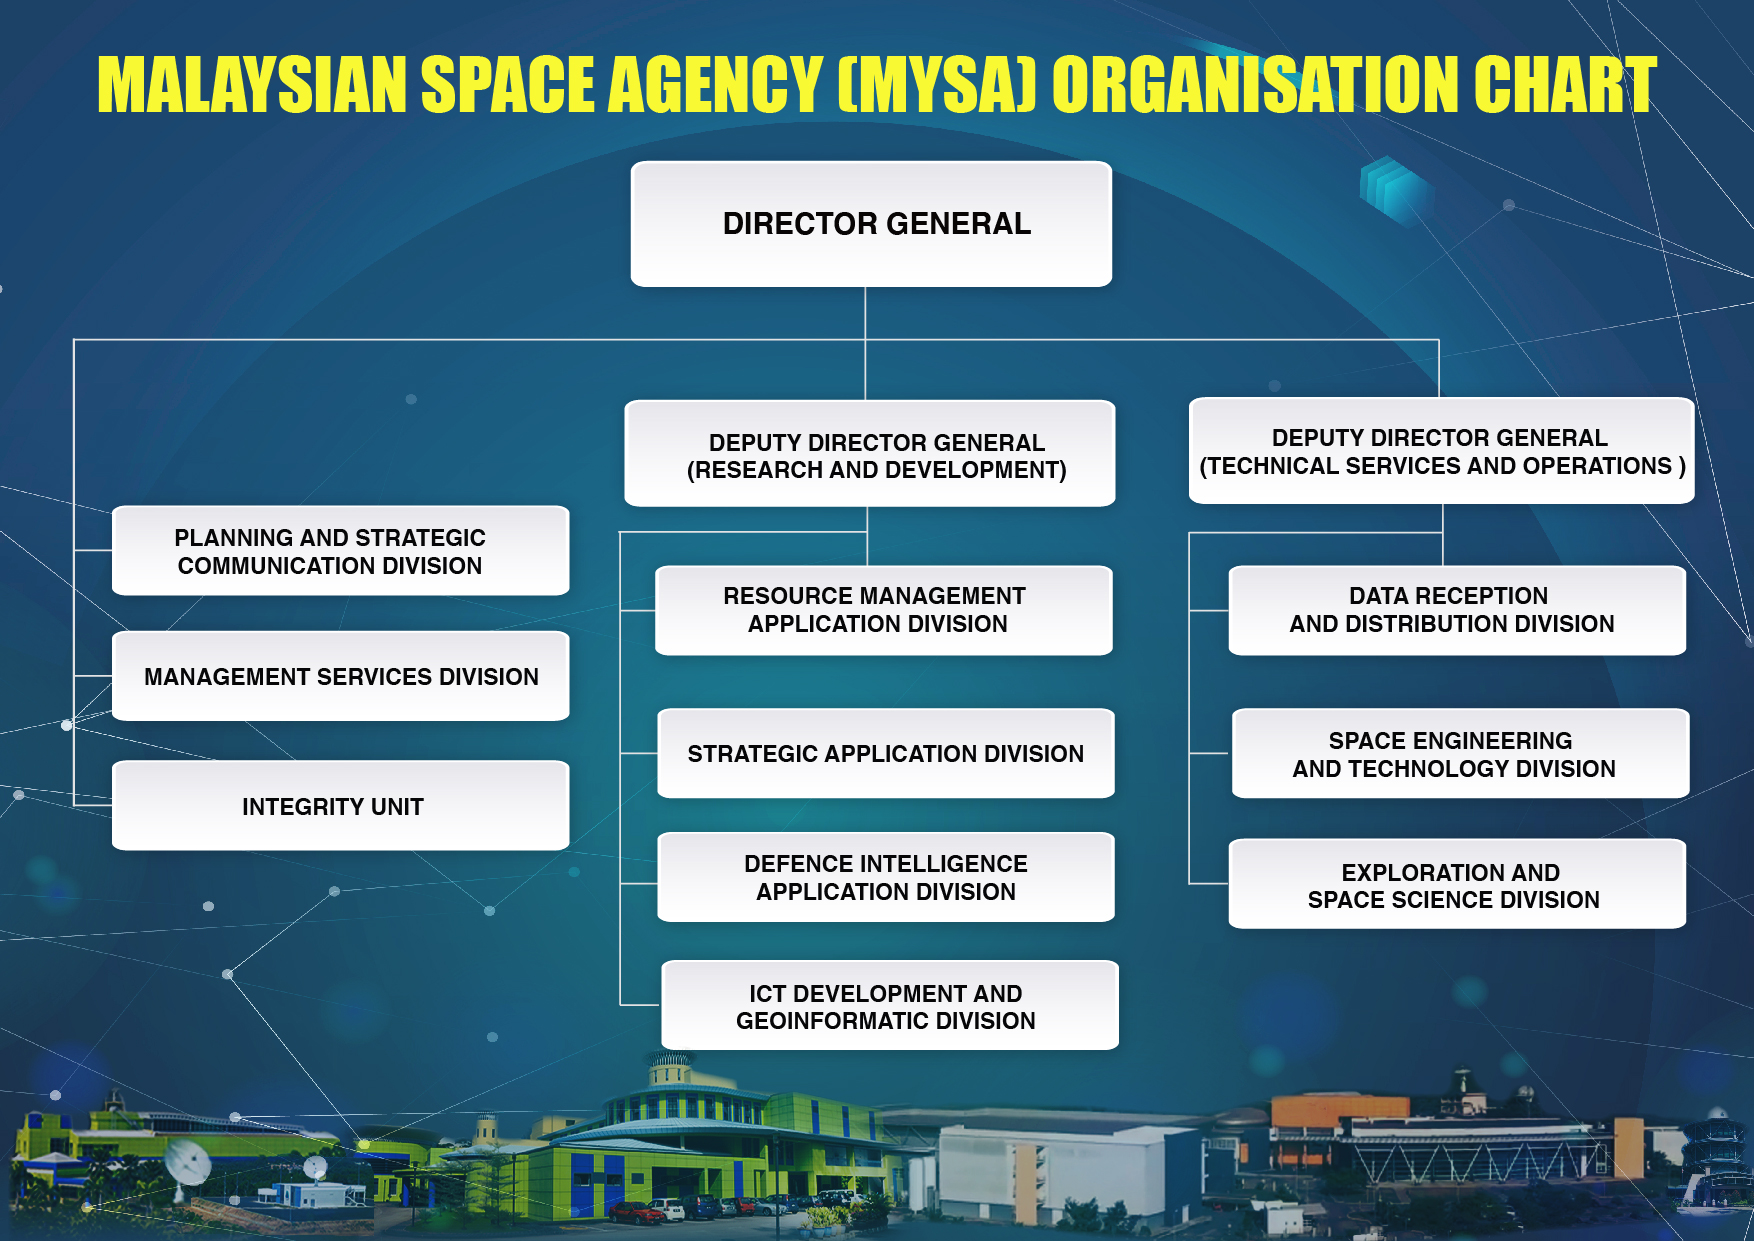 MALAYSIAN SPACE AGENCY (MYSA) ORGANISATION CHART
DIRECTOR GENERAL
DEPUTY DIRECTOR GENERAL
(RESEARCH AND DEVELOPMENT)
DEPUTY DIRECTOR GENERAL
(TECHNICAL SERVICES AND OPERATIONS )
PLANNING AND STRATEGIC
COMMUNICATION DIVISION
MANAGEMENT SERVICES DIVISION
INTEGRITY UNIT
RESOURCE MANAGEMENT
APPLICATION DIVISION
STRATEGIC APPLICATION DIVISION
DEFENCE INTELLIGENCE
APPLICATION DIVISION
ICT DEVELOPMENT AND
GEOINFORMATIC DIVISION
DATA RECEPTION
AND DISTRIBUTION DIVISION
SPACE ENGINEERING
AND TECHNOLOGY DIVISION
EXPLORATION AND
SPACE SCIENCE DIVISION